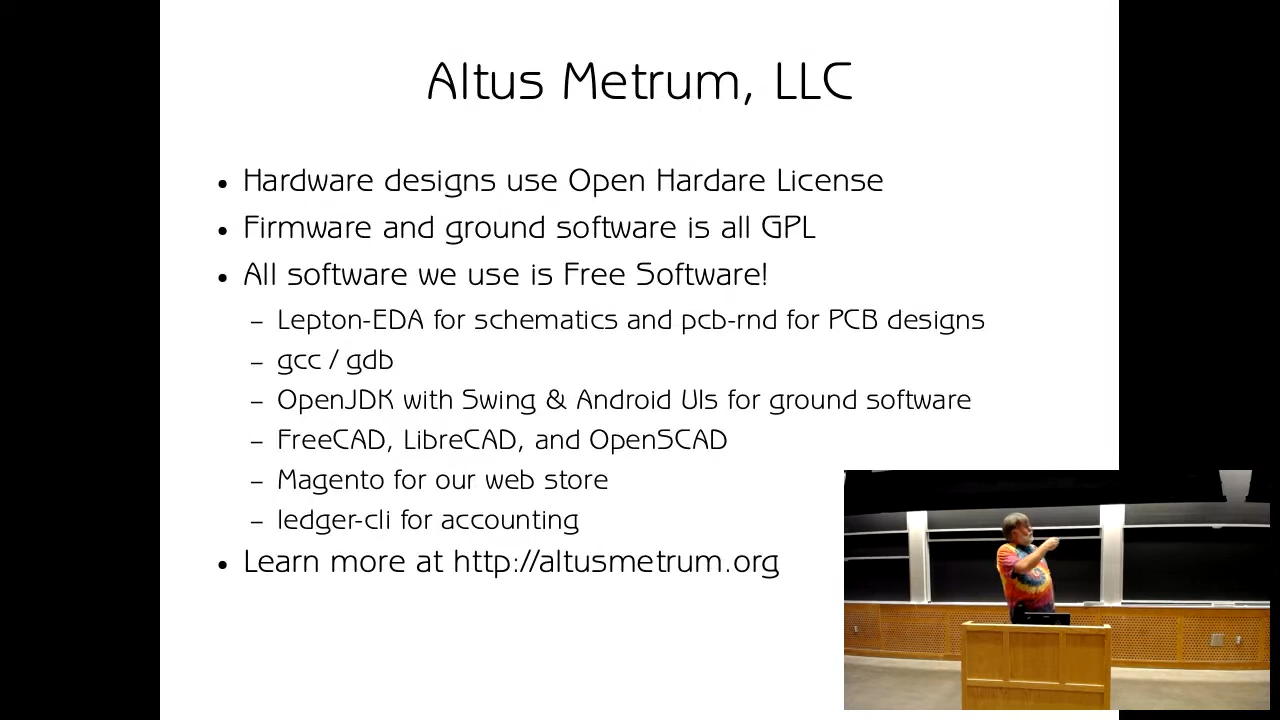 Altus Metrum, LLC
• Hardware designs use Open Hardare License
• Firmware and ground software is all GPL
• All software we use is Free Software!
– Lepton-EDA for schematics and pcb-rnd for PCB designs
– gcc / gdb
– OpenJDK with Swing & Android UIs for ground software
– FreeCAD, LibreCAD, and OpenSCAD
– Magento for our web store
– ledger-cli for accounting
• Learn more at http://altusmetrum.org